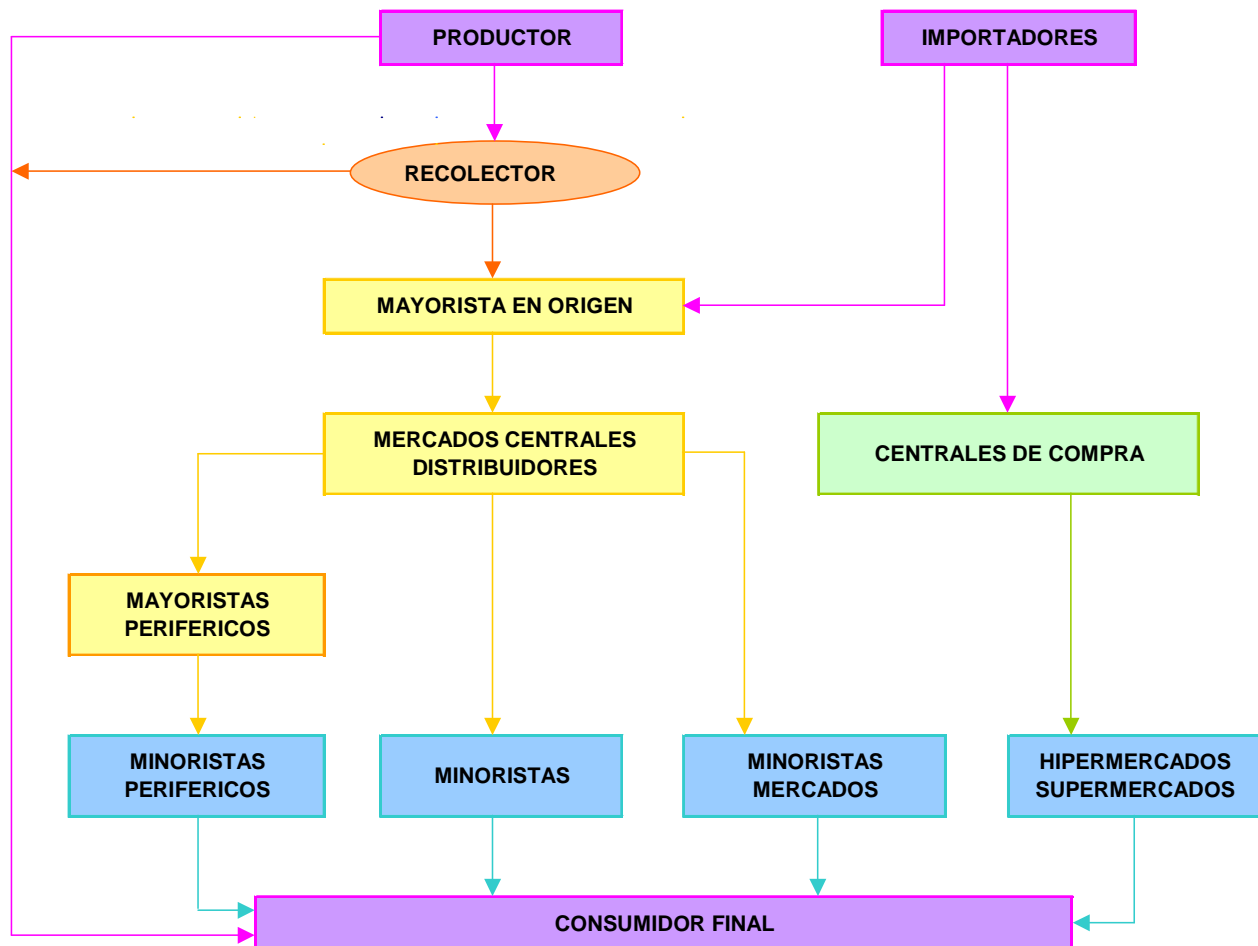 PRODUCTOR
IMPORTADORES
RECOLECTOR
MAYORISTA EN ORIGEN
MERCADOS CENTRALES
DISTRIBUIDORES
CENTRALES DE COMPRA
MAYORISTAS
PERIFERICOS
MINORISTAS
PERIFERICOS
MINORISTAS
MINORISTAS
MERCADOS
HIPERMERCADOS
SUPERMERCADOS
CONSUMIDOR FINAL